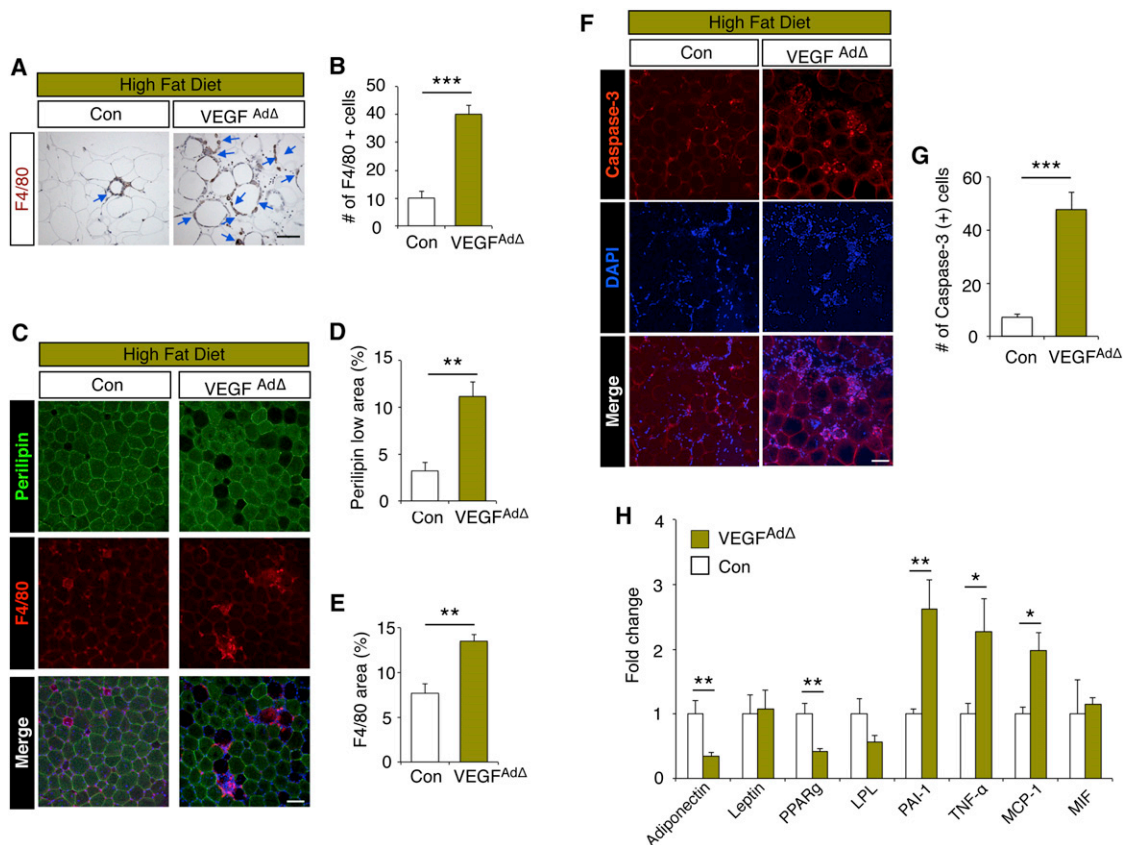 A
High Fat Diet
Con
VEGF AdΔ
F4/80
B
***
# of F4/80 + cells
50
40
30
20
10
0
Con
VEGFAdΔ
C
High Fat Diet
Con
VEGF AdΔ
Perilipin
F4/80
Merge
D
**
Perilipin low area (%)
15
10
5
0
Con
VEGFAdΔ
E
**
F4/80 area (%)
15
10
5
0
Con
VEGFAdΔ
F
High Fat Diet
Con
VEGF AdΔ
Caspase-3
DAPI
Merge
G
***
# of Caspase-3 (+) cells
60
40
20
0
Con
VEGFAdΔ
H
VEGFAdΔ
Con
Fold change
4
3
2
1
0
**
**
**
*
*
Adiponectin
Leptin
PPARg
LPL
PAI-1
TNF-α
MCP-1
MIF